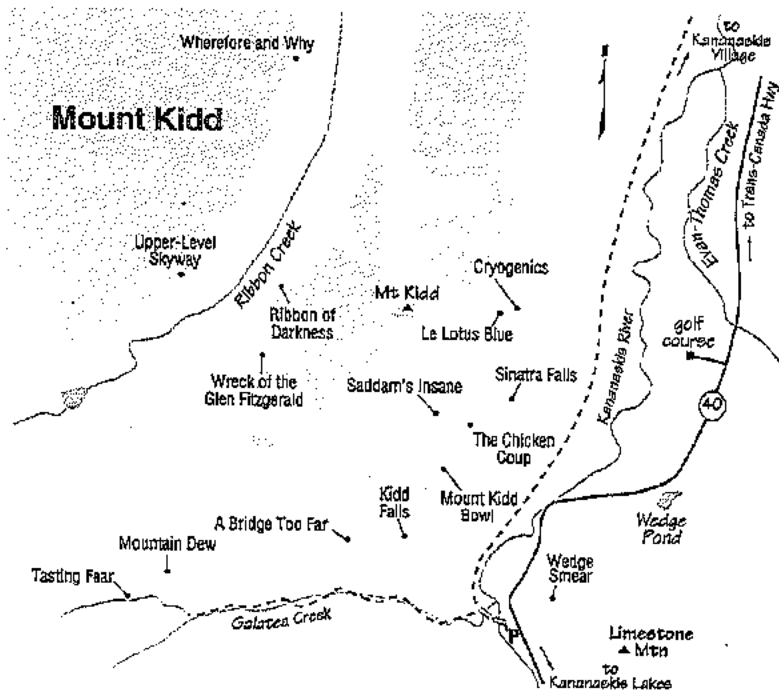 to
Kananaskis
Village
Wherefore and Why
Mount Kidd
to Trans-Canada Hwy
Evan-Thomas Creek
Upper-Level
Skyway
Ribbon Creek
Cryogenics
Mt Kidd
Ribbon of
Darkness
Le Lotus Blue
golf
course
Kananaskis River
Wreck of the
Glen Fitzgerald
Saddam's Insane
Sinatra Falls
40
The Chicken
Coup
Mount Kidd
Bowl
Kidd
Falls
Wedge
Pond
A Bridge Too Far
Mountain Dew
Wedge
Smear
Tasting Fear
Galatea Creek
P
Limestone
Mtn
to
Kananaskis Lakes